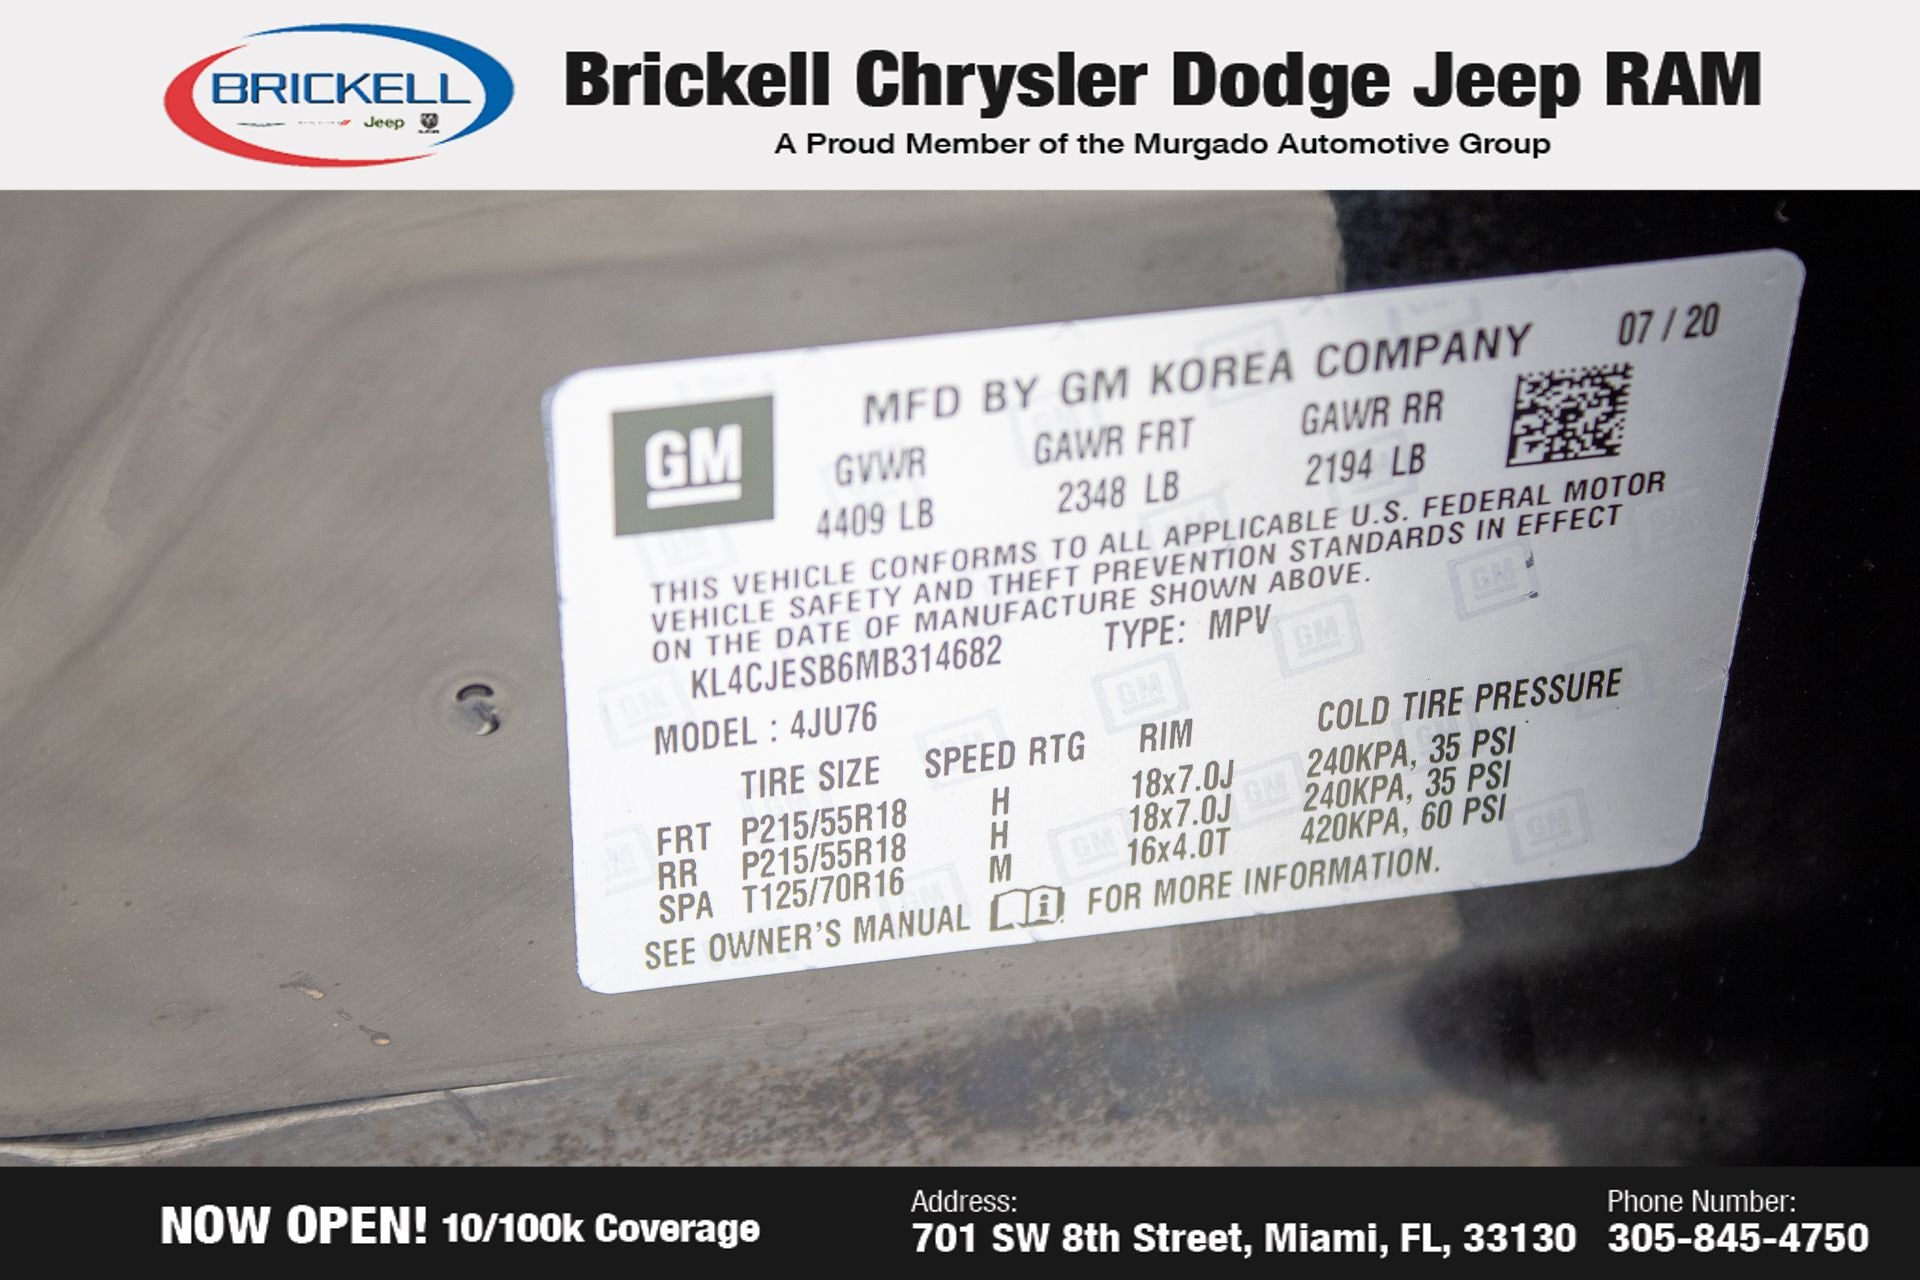 BRICKELL
Jeep
Brickell Chrysler Dodge Jeep RAM
A Proud Member of the Murgado Automotive Group
MFD BY GM KOREA COMPANY 07 / 20
GM
GVWR GAWR FRT GAWR RR
4409 LB 2348 LB 2194 LB
THIS VEHICLE CONFORMS TO ALL APPLICABLE U.S. FEDERAL MOTOR
VEHICLE SAFETY AND THEFT PREVENTION STANDARDS IN EFFECT
ON THE DATE OF MANUFACTURE SHOWN ABOVE.
KL4CJESB6MB314682 TYPE: MPV
MODEL : 4JU76
TIRE SIZE SPEED RTG RIM COLD TIRE PRESSURE
FRT P215/55R18 H 18x7.0J 240KPA, 35 PSI
RR P215/55R18 H 18x7.0J 240KPA, 35 PSI
SPA T125/70R16 M 16x4.0T 420KPA, 60 PSI
SEE OWNER'S MANUAL i FOR MORE INFORMATION.
NOW OPEN! 10/100k Coverage
Address:
701 SW 8th Street, Miami, FL, 33130
Phone Number:
305-845-4750